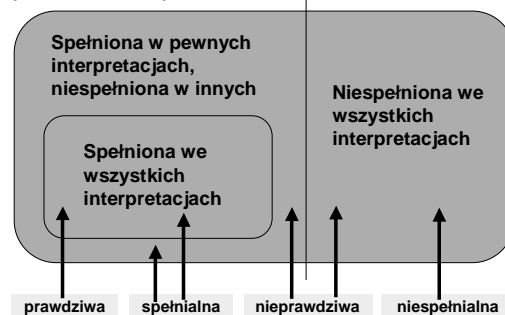 Spełniona w pewnych
interpretacjach,
niespełniona w innych
Spełniona we
wszystkich
interpretacjach
Niespełniona we
wszystkich
interpretacjach
prawdziwa
spełnialna
nieprawdziwa
niespełnialna